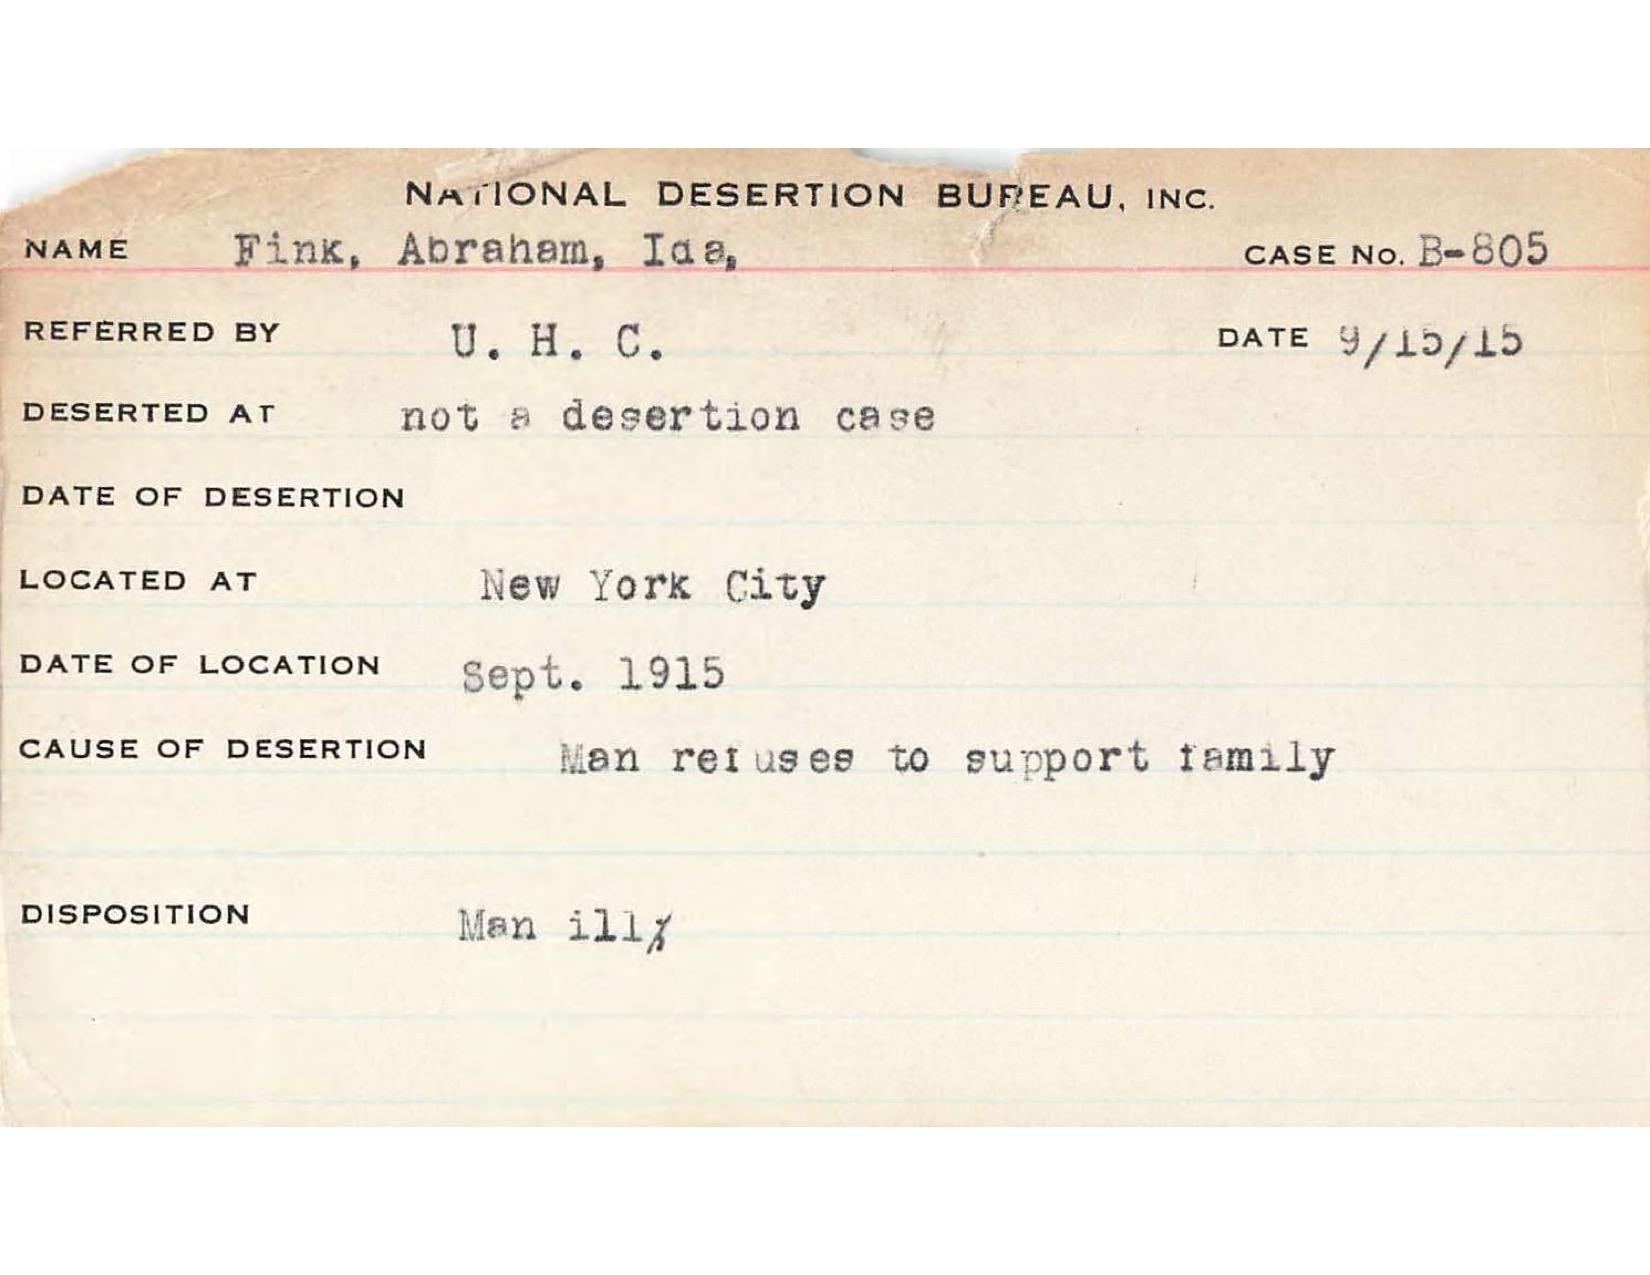 NATIONAL DESERTION BUREAU, INC.
NAME Fink, Abraham, Ida, CASE No. B-805
REFERRED BY U. H. C. DATE 9/15/15
DESERTED AT not a desertion case
DATE OF DESERTION
LOCATED AT New York City
DATE OF LOCATION Sept. 1915
CAUSE OF DESERTION Man refuses to support family
DISPOSITION Man ill